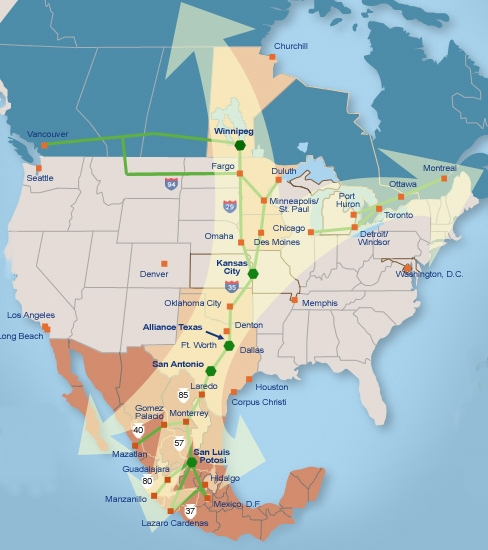 Churchill
Vancouver
Winnipeg
Seattle
Fargo
Duluth
Montreal
Ottawa
94
29
Minneapolis/
St. Paul
Port
Huron
Toronto
Chicago
Omaha
Des Moines
Detroit/
Windsor
Kansas
City
Denver
Washington, D.C.
35
Oklahoma City
Memphis
Los Angeles
Long Beach
Alliance Texas
Denton
Ft. Worth
Dallas
San Antonio
Laredo
Houston
85
Corpus Christi
Gomez
Palacio
Monterrey
40
57
Mazatlan
San Luis
Potosi
Guadalajara
80
Hidalgo
Manzanillo
Mexico, D.F.
37
Lazaro Cardenas